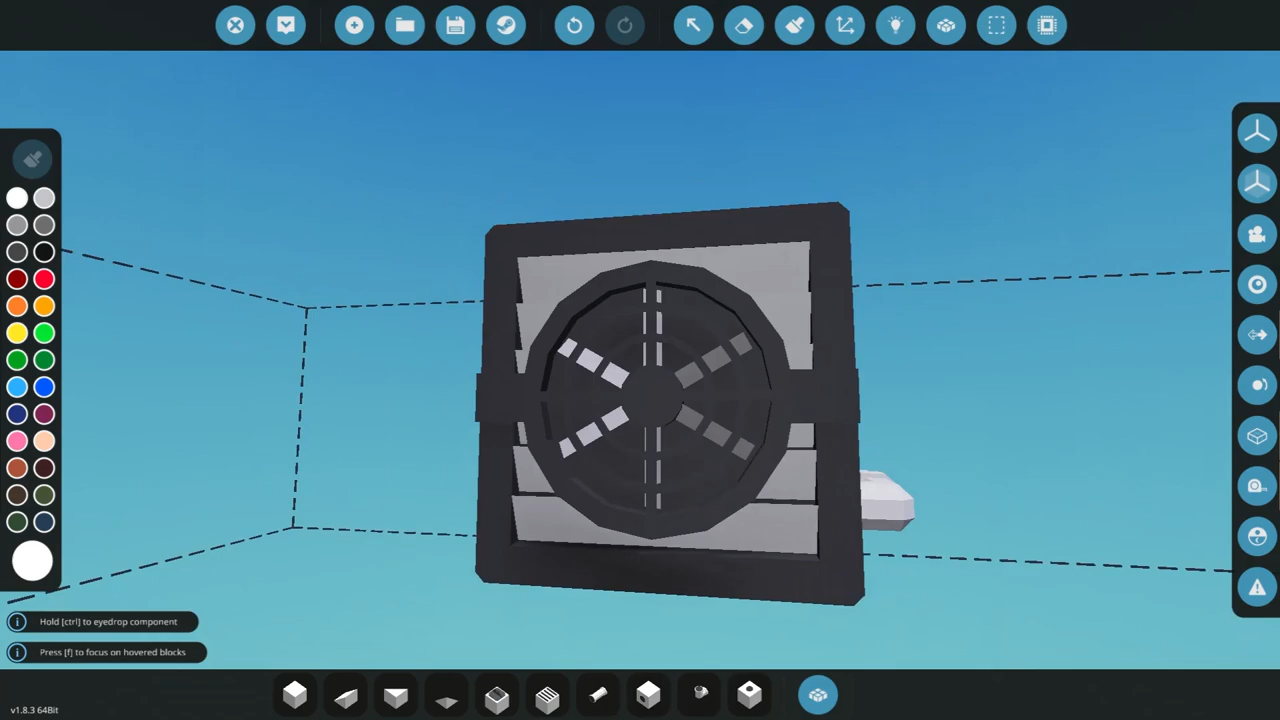 Hold [ctrl] to eyedrop component
Press [f] to focus on hovered blocks
v1.8.3 64Bit